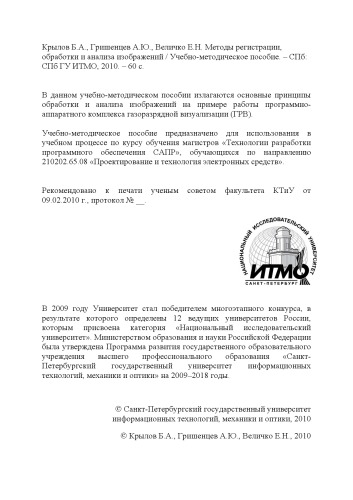 Крылов Б.А., Гришенцев А.Ю., Величко Е.Н. Методы регистрации,
обработки и анализа изображений / Учебно-методическое пособие. – СПб:
СПб ГУ ИТМО, 2010. – 60 с.
В данном учебно-методическом пособии излагаются основные принципы
обработки и анализа изображений на примере работы программно-
аппаратного комплекса газоразрядной визуализации (ГРВ).
Учебно-методическое пособие предназначено для использования в
учебном процессе по курсу обучения магистров «Технологии разработки
программного обеспечения САПР», обучающихся по направлению
210202.65.08 «Проектирование и технология электронных средств».
Рекомендовано к печати ученым советом факультета КТиУ от
09.02.2010 г., протокол № __.
НАЦИОНАЛЬНЫЙ ИССЛЕДОВАТЕЛЬСКИЙ УНИВЕРСИТЕТ
ИТМО
САНКТ-ПЕТЕРБУРГ
В 2009 году Университет стал победителем многоэтапного конкурса, в
результате которого определены 12 ведущих университетов России,
которым присвоена категория «Национальный исследовательский
университет». Министерством образования и науки Российской Федерации
была утверждена Программа развития государственного образовательного
учреждения высшего профессионального образования «Санкт-
Петербургский государственный университет информационных
технологий, механики и оптики» на 2009–2018 годы.
© Санкт-Петербургский государственный университет
информационных технологий, механики и оптики, 2010
© Крылов Б.А., Гришенцев А.Ю., Величко Е.Н., 2010